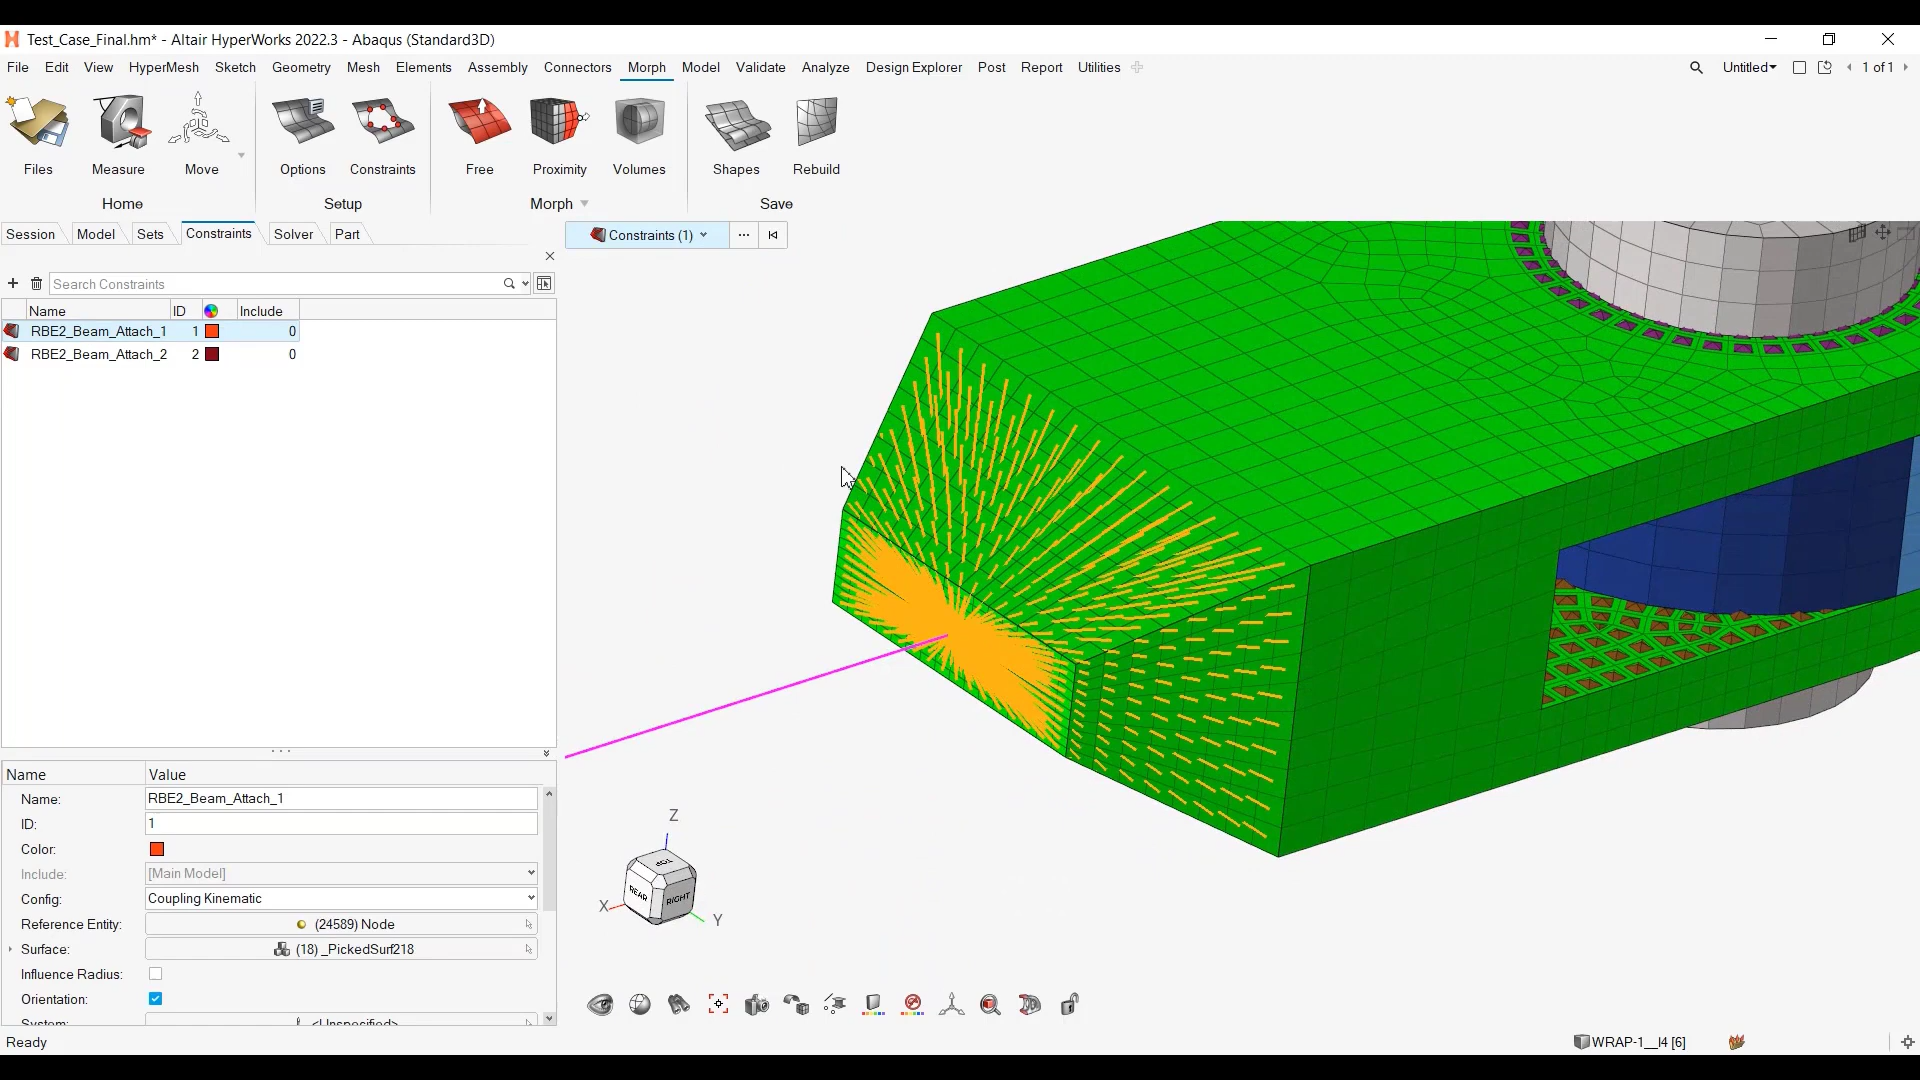 Test_Case_Final.hm* - Altair HyperWorks 2022.3 - Abaqus (Standard3D)
File Edit View HyperMesh Sketch Geometry Mesh Elements Assembly Connectors Morph Model Validate Analyze Design Explorer Post Report Utilities Untitled 1 of 1
Files Measure Move Options Constraints Free Proximity Volumes Shapes Rebuild
Home Setup Morph Save
Session Model Sets Constraints Solver Part
Constraints (1) ...
Search Constraints
Name ID Include
RBE2_Beam_Attach_1 1 0
RBE2_Beam_Attach_2 2 0
Name Value
Name: RBE2_Beam_Attach_1
ID: 1
Color:
Include: [Main Model]
Config: Coupling Kinematic
Reference Entity: (24589) Node
Surface: (18) _PickedSurf218
Influence Radius:
Orientation:
System: <Unspecified>
Z
TOP
REAR
RIGHT
X
Y
Ready
WRAP-1__l4 [6]